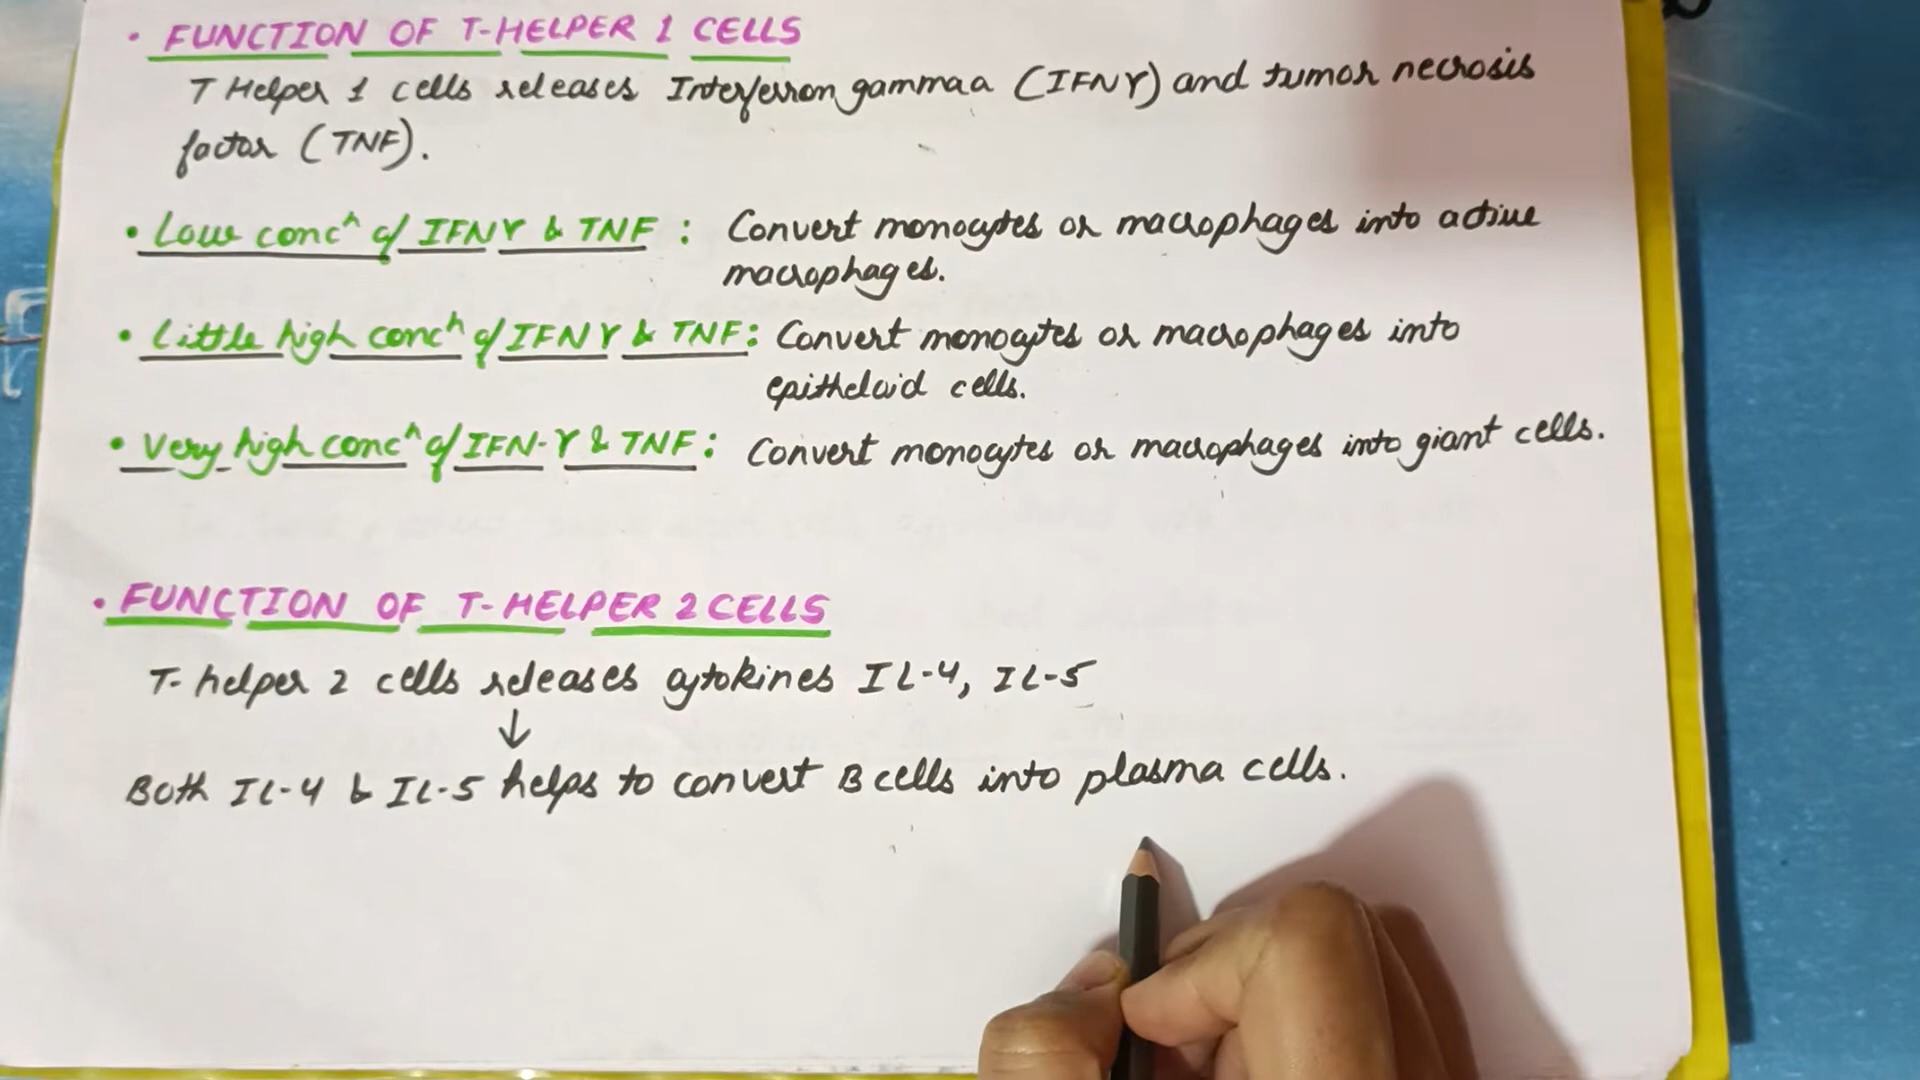 • FUNCTION OF T-HELPER 1 CELLS
T Helper 1 cells releases Interferron gammaa (IFNγ) and tumor necrosis
factor (TNF).
• Low concⁿ of IFNγ & TNF : Convert monocytes or macrophages into active
macrophages.
• Little high concⁿ of IFNγ & TNF: Convert monocytes or macrophages into
epitheloid cells.
• Very high concⁿ of IFN-γ & TNF: Convert monocytes or macrophages into giant cells.
• FUNCTION OF T-HELPER 2 CELLS
T-helper 2 cells releases cytokines IL-4, IL-5
↓
Both IL-4 & IL-5 helps to convert B cells into plasma cells.